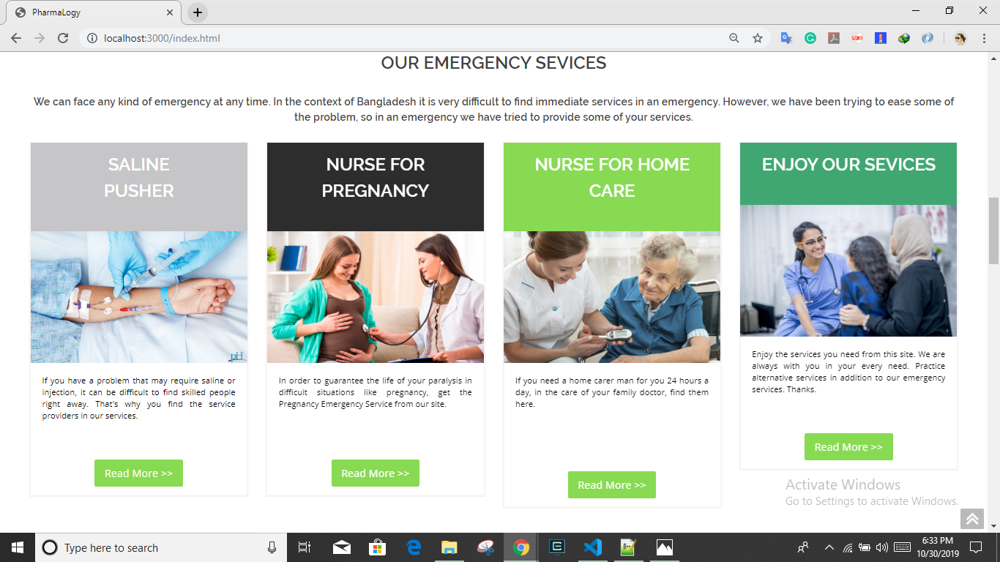 PharmaLogy
localhost:3000/index.html
OUR EMERGENCY SEVICES
We can face any kind of emergency at any time. In the context of Bangladesh it is very difficult to find immediate services in an emergency. However, we have been trying to ease some of
the problem, so in an emergency we have tried to provide some of your services.
SALINE
PUSHER
pH
If you have a problem that may require saline or
injection, it can be difficult to find skilled people
right away. That's why you find the service
providers in our services.
Read More >>
NURSE FOR
PREGNANCY
In order to guarantee the life of your paralysis in
difficult situations like pregnancy, get the
Pregnancy Emergency Service from our site.
Read More >>
NURSE FOR HOME
CARE
If you need a home carer man for you 24 hours a
day, in the care of your family doctor, find them
here.
Read More >>
ENJOY OUR SEVICES
Enjoy the services you need from this site. We are
always with you in your every need. Practice
alternative services in addition to our emergency
services. Thanks.
Read More >>
Activate Windows
Go to Settings to activate Windows.
Type here to search
6:33 PM
10/30/2019